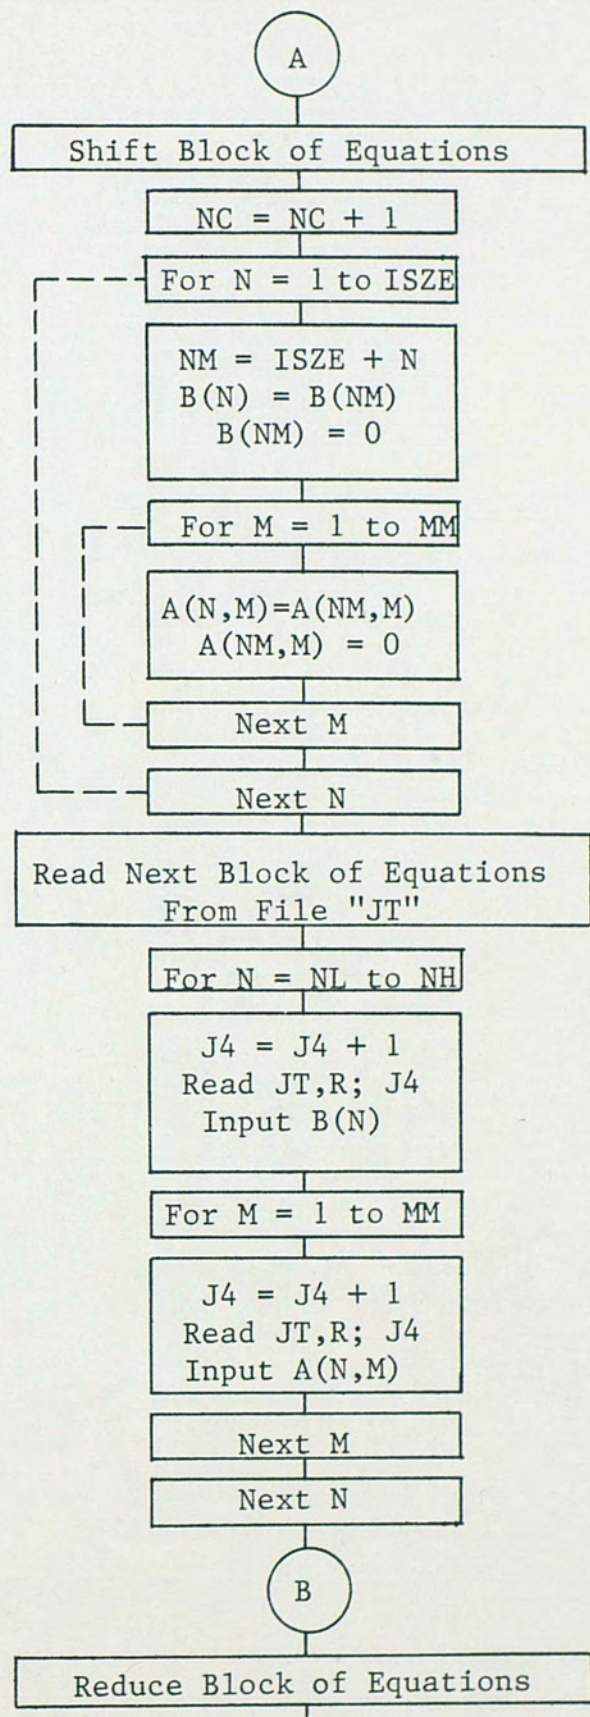 A
Shift Block of Equations
NC = NC + 1
For N = 1 to ISZE
NM = ISZE + N
B(N) = B(NM)
B(NM) = 0
For M = 1 to MM
A(N,M)=A(NM,M)
A(NM,M) = 0
Next M
Next N
Read Next Block of Equations
From File "JT"
For N = NL to NH
J4 = J4 + 1
Read JT,R; J4
Input B(N)
For M = 1 to MM
J4 = J4 + 1
Read JT,R; J4
Input A(N,M)
Next M
Next N
B
Reduce Block of Equations